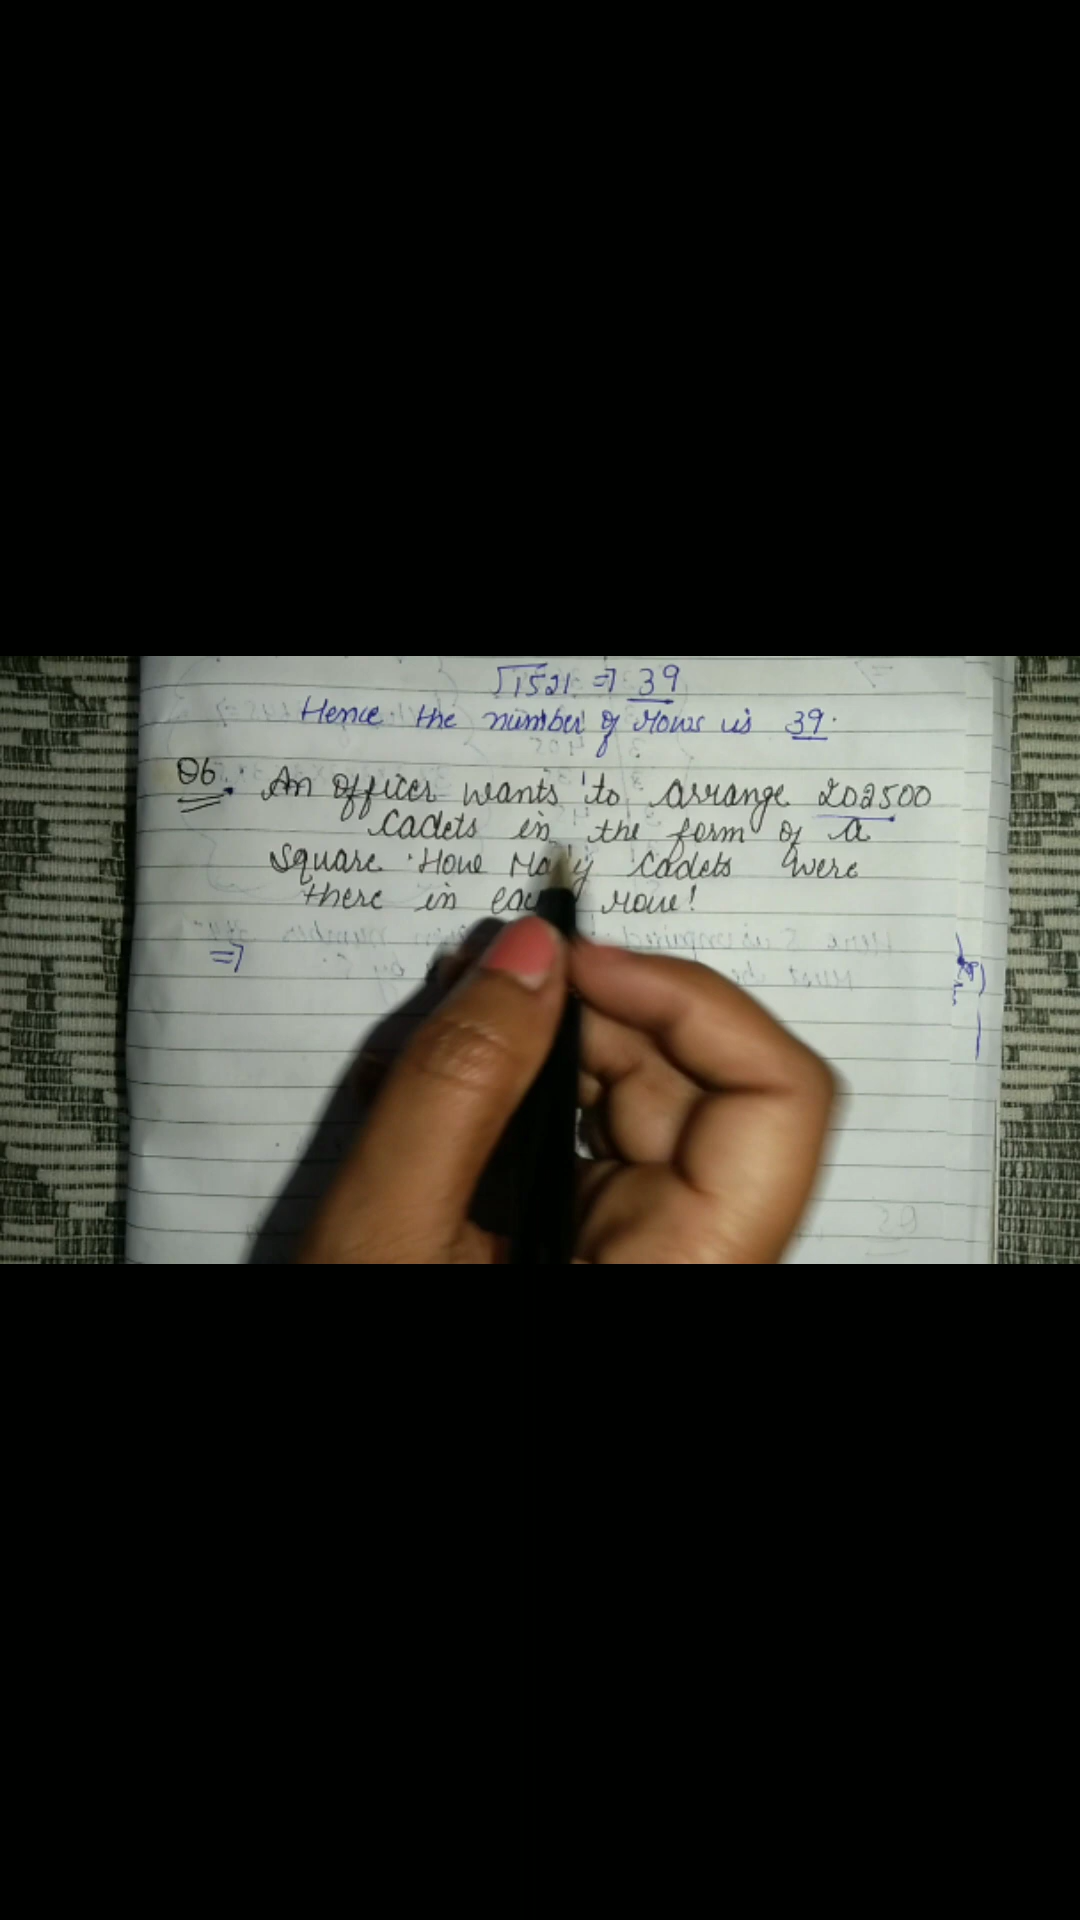 √1521 ⇒ 39
Hence the number of rows is 39.
Q6. An officer wants to arrange 202500
cadets in the form of a
square. How Many Cadets were
there in each row!
⇒